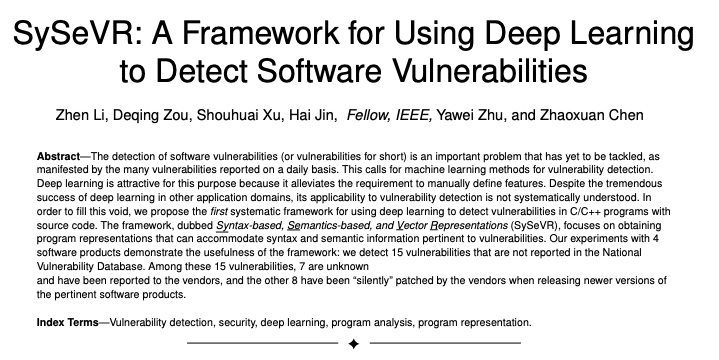 SySeVR: A Framework for Using Deep Learning
to Detect Software Vulnerabilities
Zhen Li, Deqing Zou, Shouhuai Xu, Hai Jin, Fellow, IEEE, Yawei Zhu, and Zhaoxuan Chen
Abstract—The detection of software vulnerabilities (or vulnerabilities for short) is an important problem that has yet to be tackled, as
manifested by the many vulnerabilities reported on a daily basis. This calls for machine learning methods for vulnerability detection.
Deep learning is attractive for this purpose because it alleviates the requirement to manually define features. Despite the tremendous
success of deep learning in other application domains, its applicability to vulnerability detection is not systematically understood. In
order to fill this void, we propose the first systematic framework for using deep learning to detect vulnerabilities in C/C++ programs with
source code. The framework, dubbed Syntax-based, Semantics-based, and Vector Representations (SySeVR), focuses on obtaining
program representations that can accommodate syntax and semantic information pertinent to vulnerabilities. Our experiments with 4
software products demonstrate the usefulness of the framework: we detect 15 vulnerabilities that are not reported in the National
Vulnerability Database. Among these 15 vulnerabilities, 7 are unknown
and have been reported to the vendors, and the other 8 have been “silently” patched by the vendors when releasing newer versions of
the pertinent software products.
Index Terms—Vulnerability detection, security, deep learning, program analysis, program representation.